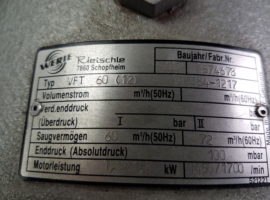 WERIE Rietschle
7860 Schopfheim
Baujahr/Fabr Nr.
Typ VFT 60 (12)
Volumenstrom m³/h(50Hz) m³/h(60Hz)
Verd.enddruck
(Überdruck) I bar II bar
Saugvermögen 60 m³/h(50Hz) 72 m³/h(60Hz)
Enddruck (Absolutdruck) 100 mbar
Motorleistung kW